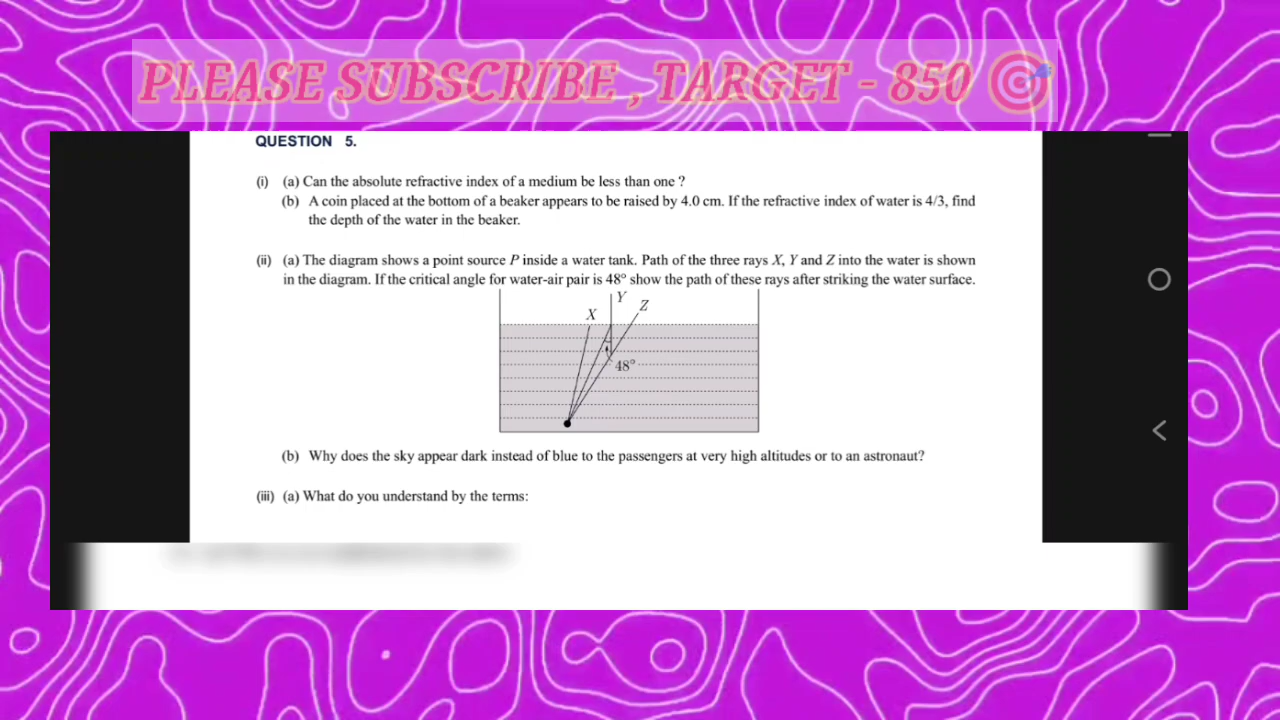 PLEASE SUBSCRIBE , TARGET - 850 🎯
QUESTION 5.
(i) (a) Can the absolute refractive index of a medium be less than one ?
(b) A coin placed at the bottom of a beaker appears to be raised by 4.0 cm. If the refractive index of water is 4/3, find
the depth of the water in the beaker.
(ii) (a) The diagram shows a point source P inside a water tank. Path of the three rays X, Y and Z into the water is shown
in the diagram. If the critical angle for water-air pair is 48° show the path of these rays after striking the water surface.
Y
Z
X
48°
(b) Why does the sky appear dark instead of blue to the passengers at very high altitudes or to an astronaut?
(iii) (a) What do you understand by the terms: